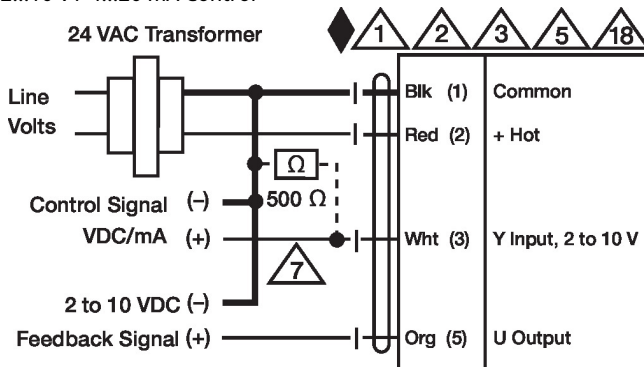 24 VAC Transformer
1 2 3 5 18
Line
Volts
Blk (1) Common
Red (2) + Hot
Ω
500 Ω
Control Signal (-)
VDC/mA (+)
Wht (3) Y Input, 2 to 10 V
7
2 to 10 VDC (-)
Feedback Signal (+)
Org (5) U Output